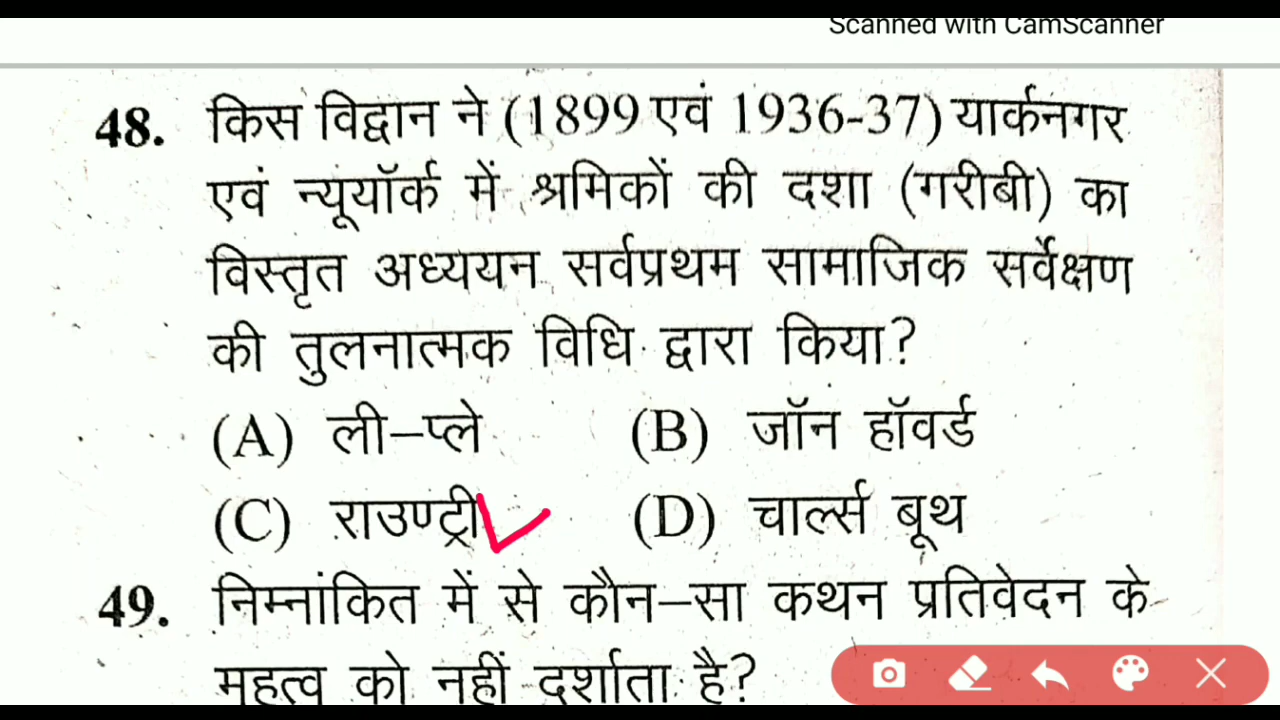 Scanned with CamScanner
48. किस विद्वान ने (1899 एवं 1936-37) यार्कनगर
एवं न्यूयॉर्क में श्रमिकों की दशा (गरीबी) का
विस्तृत अध्ययन सर्वप्रथम सामाजिक सर्वेक्षण
की तुलनात्मक विधि द्वारा किया?
(A) ली–प्ले (B) जॉन हॉवर्ड
(C) राउण्ट्री (D) चार्ल्स बूथ
49. निम्नांकित में से कौन–सा कथन प्रतिवेदन के
महत्व को नहीं दर्शाता है?